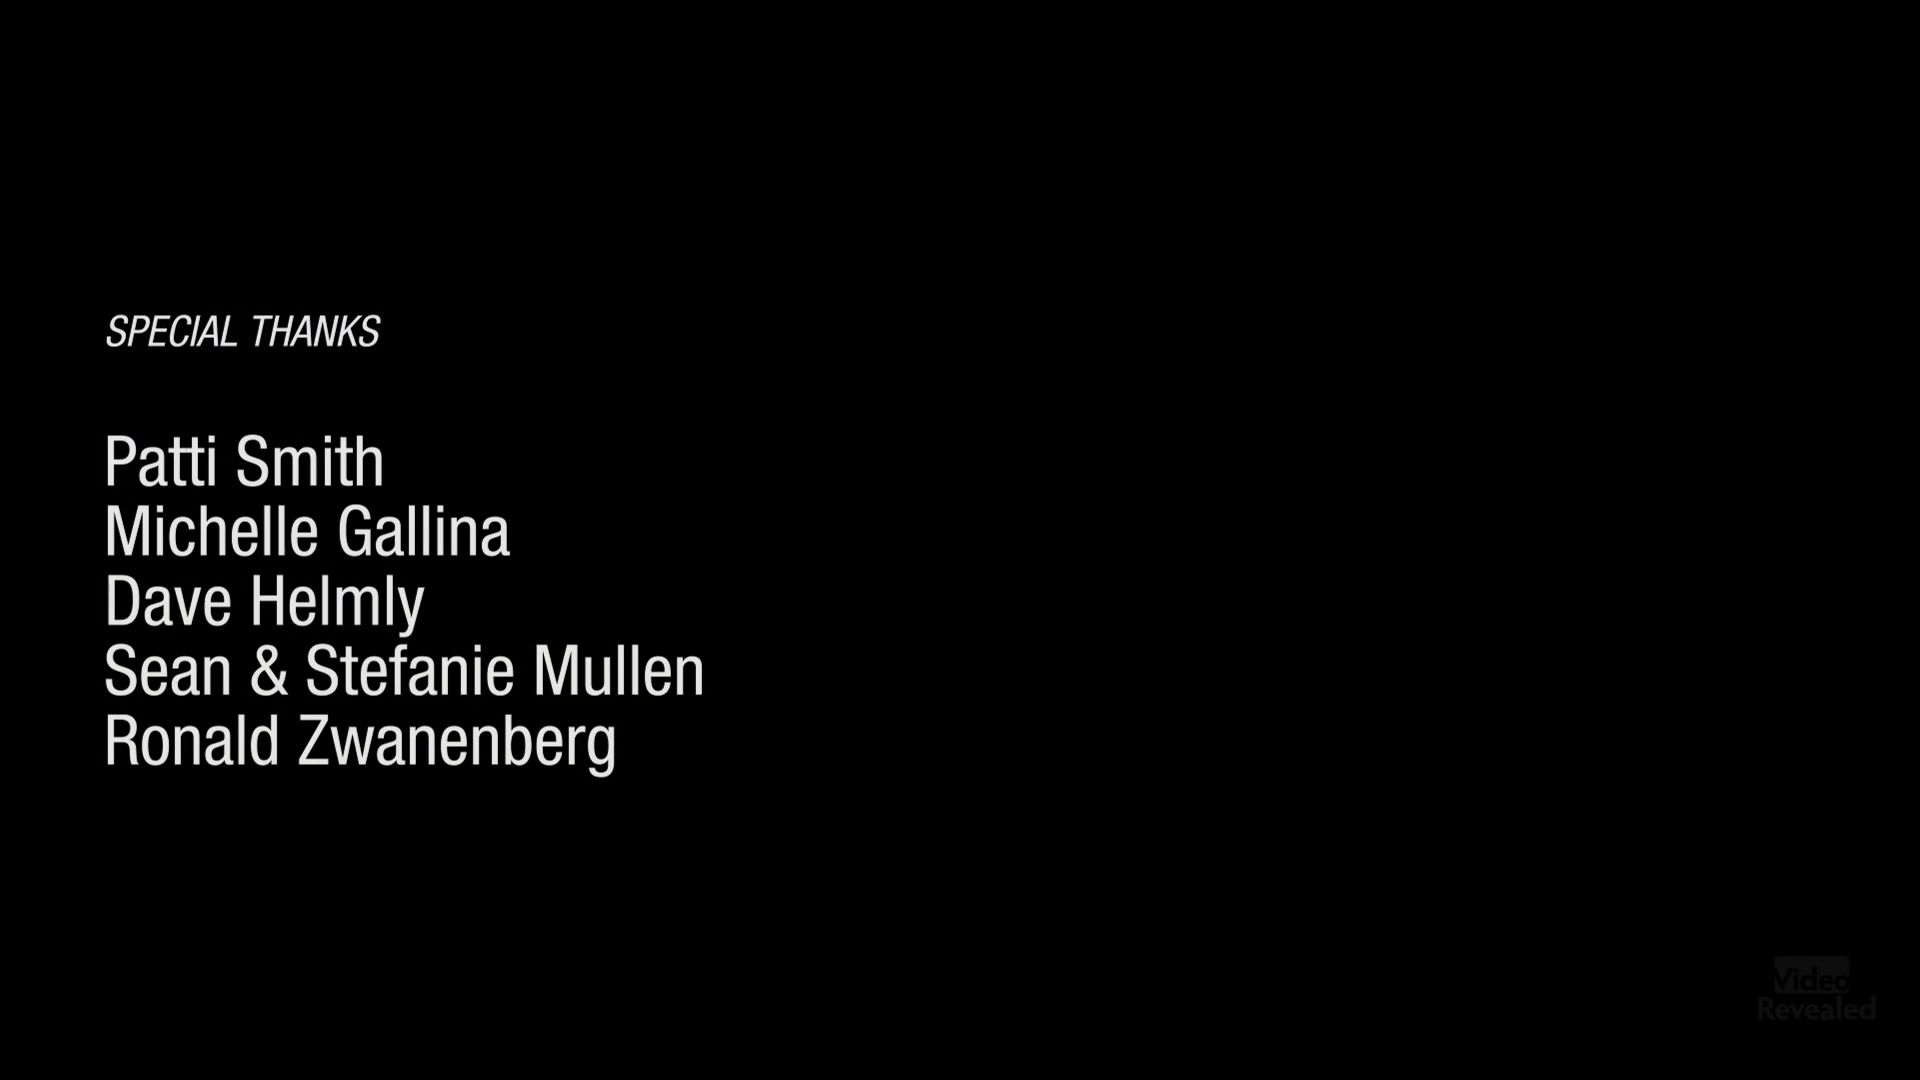 SPECIAL THANKS
Patti Smith
Michelle Gallina
Dave Helmly
Sean & Stefanie Mullen
Ronald Zwanenberg
Video
Revealed